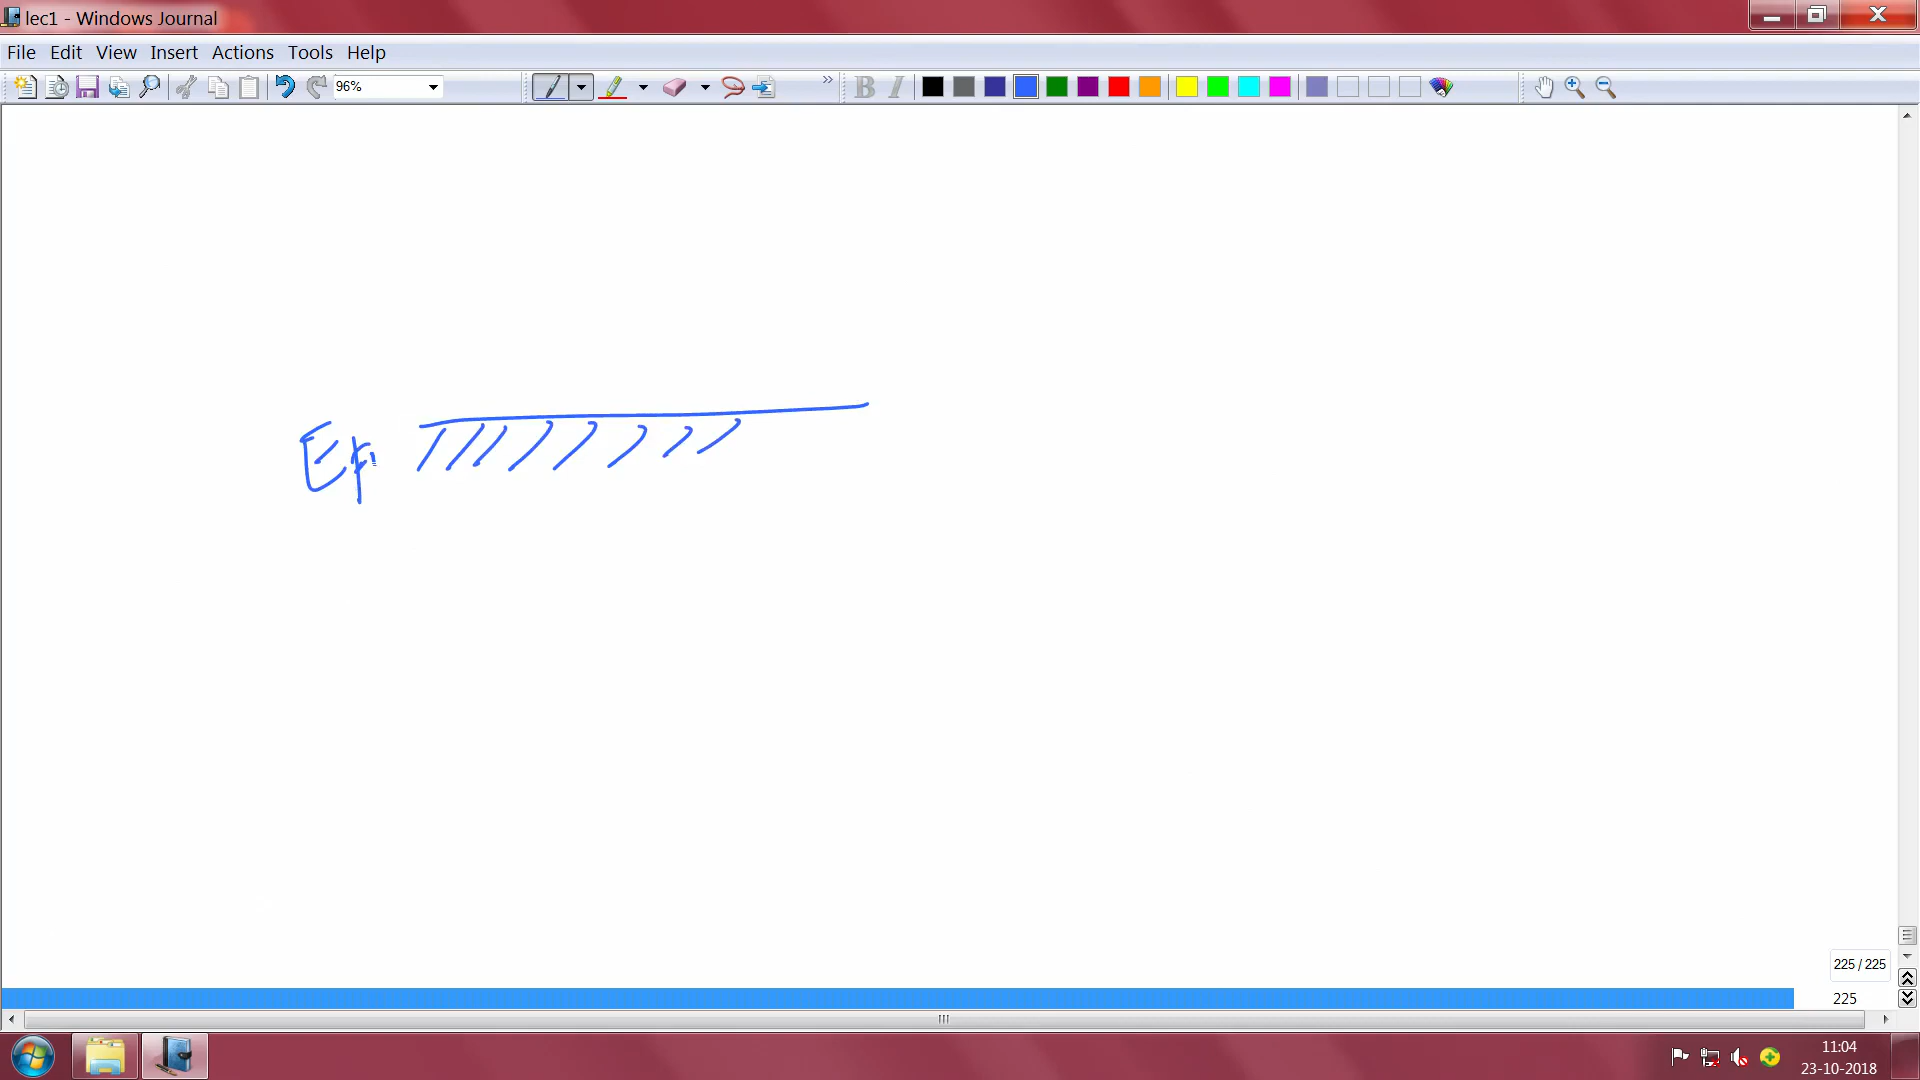 lec1 - Windows Journal
File Edit View Insert Actions Tools Help
96% B I
225 / 225
225
11:04
23-10-2018